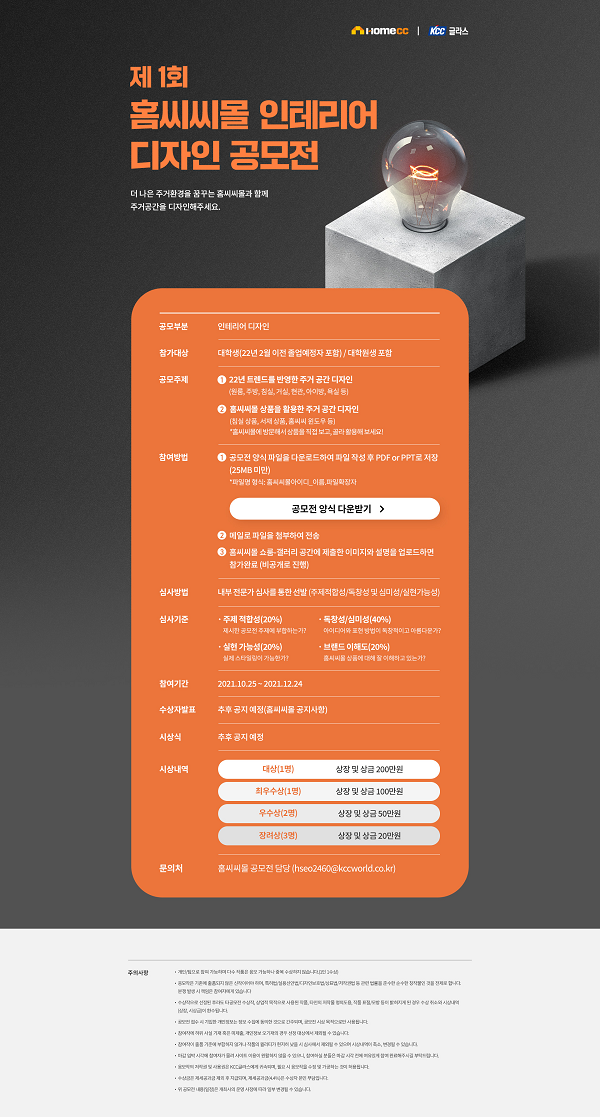 Homecc | KCC 글라스
제 1회
홈씨씨몰 인테리어
디자인 공모전
더 나은 주거환경을 꿈꾸는 홈씨씨몰과 함께
주거공간을 디자인해주세요.
공모부분 인테리어 디자인
참가대상 대학생(22년 2월 이전 졸업예정자 포함) / 대학원생 포함
공모주제 1 22년 트렌드를 반영한 주거 공간 디자인
(원룸, 주방, 침실, 거실, 현관, 아이방, 욕실 등)
2 홈씨씨몰 상품을 활용한 주거 공간 디자인
(침실 상품, 서재 상품, 홈씨씨 윈도우 등)
*홈씨씨몰에 방문해서 상품을 직접 보고, 골라 활용해 보세요!
참여방법 1 공모전 양식 파일을 다운로드하여 파일 작성 후 PDF or PPT로 저장
(25MB 미만)
*파일명 형식: 홈씨씨몰아이디_이름.파일확장자
공모전 양식 다운받기 >
2 메일로 파일을 첨부하여 전송
3 홈씨씨몰 쇼룸-갤러리 공간에 제출한 이미지와 설명을 업로드하면
참가완료 (비공개로 진행)
심사방법 내부 전문가 심사를 통한 선발 (주제적합성/독창성 및 심미성/실현가능성)
심사기준 · 주제 적합성(20%) · 독창성/심미성(40%)
제시한 공모전 주제에 부합하는가? 아이디어와 표현 방법이 독창적이고 아름다운가?
· 실현 가능성(20%) · 브랜드 이해도(20%)
실제 스타일링이 가능한가? 홈씨씨몰 상품에 대해 잘 이해하고 있는가?
참여기간 2021.10.25 ~ 2021.12.24
수상자발표 추후 공지 예정(홈씨씨몰 공지사항)
시상식 추후 공지 예정
시상내역 대상(1명) 상장 및 상금 200만원
최우수상(1명) 상장 및 상금 100만원
우수상(2명) 상장 및 상금 50만원
장려상(3명) 상장 및 상금 20만원
문의처 홈씨씨몰 공모전 담당 (hseo2460@kccworld.co.kr)
주의사항